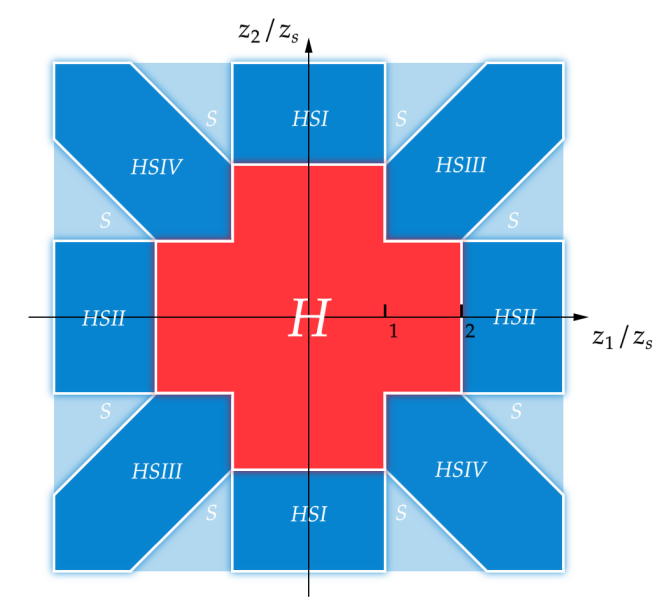 z₂/zₛ
S HSI S
HSIV HSIII
S S
HSII H 1 2 HSII
z₁/zₛ
S S
HSIII HSIV
S HSI S